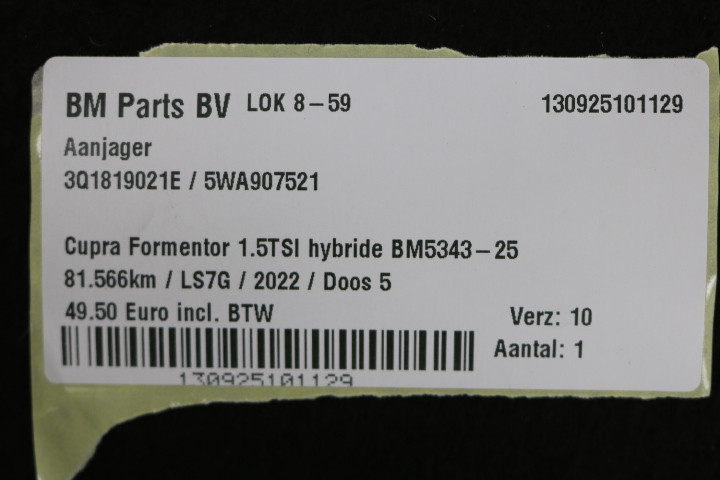 BM Parts BV LOK 8-59 130925101129
Aanjager
3Q1819021E / 5WA907521
Cupra Formentor 1.5TSI hybride BM5343-25
81.566km / LS7G / 2022 / Doos 5
49.50 Euro incl. BTW Verz: 10
Aantal: 1
130925101129